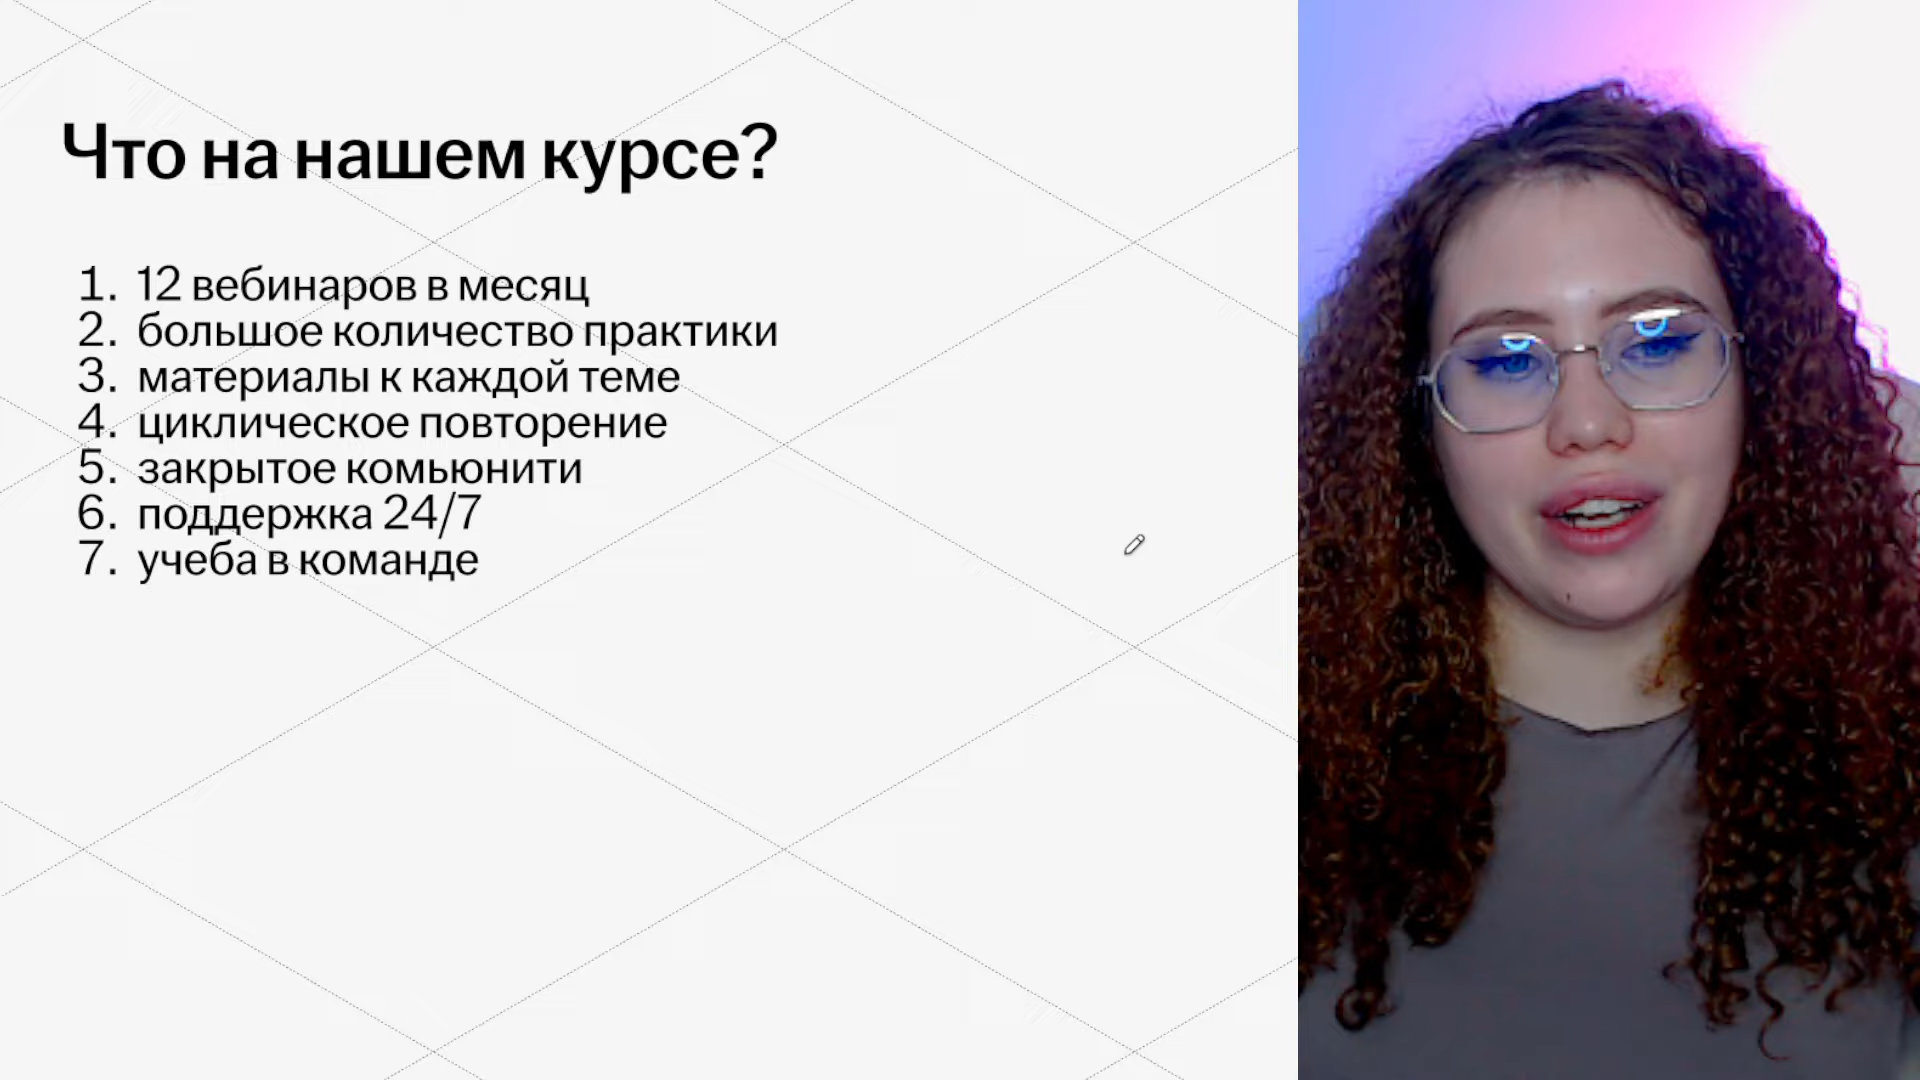 Что на нашем курсе?
1. 12 вебинаров в месяц
2. большое количество практики
3. материалы к каждой теме
4. циклическое повторение
5. закрытое комьюнити
6. поддержка 24/7
7. учеба в команде